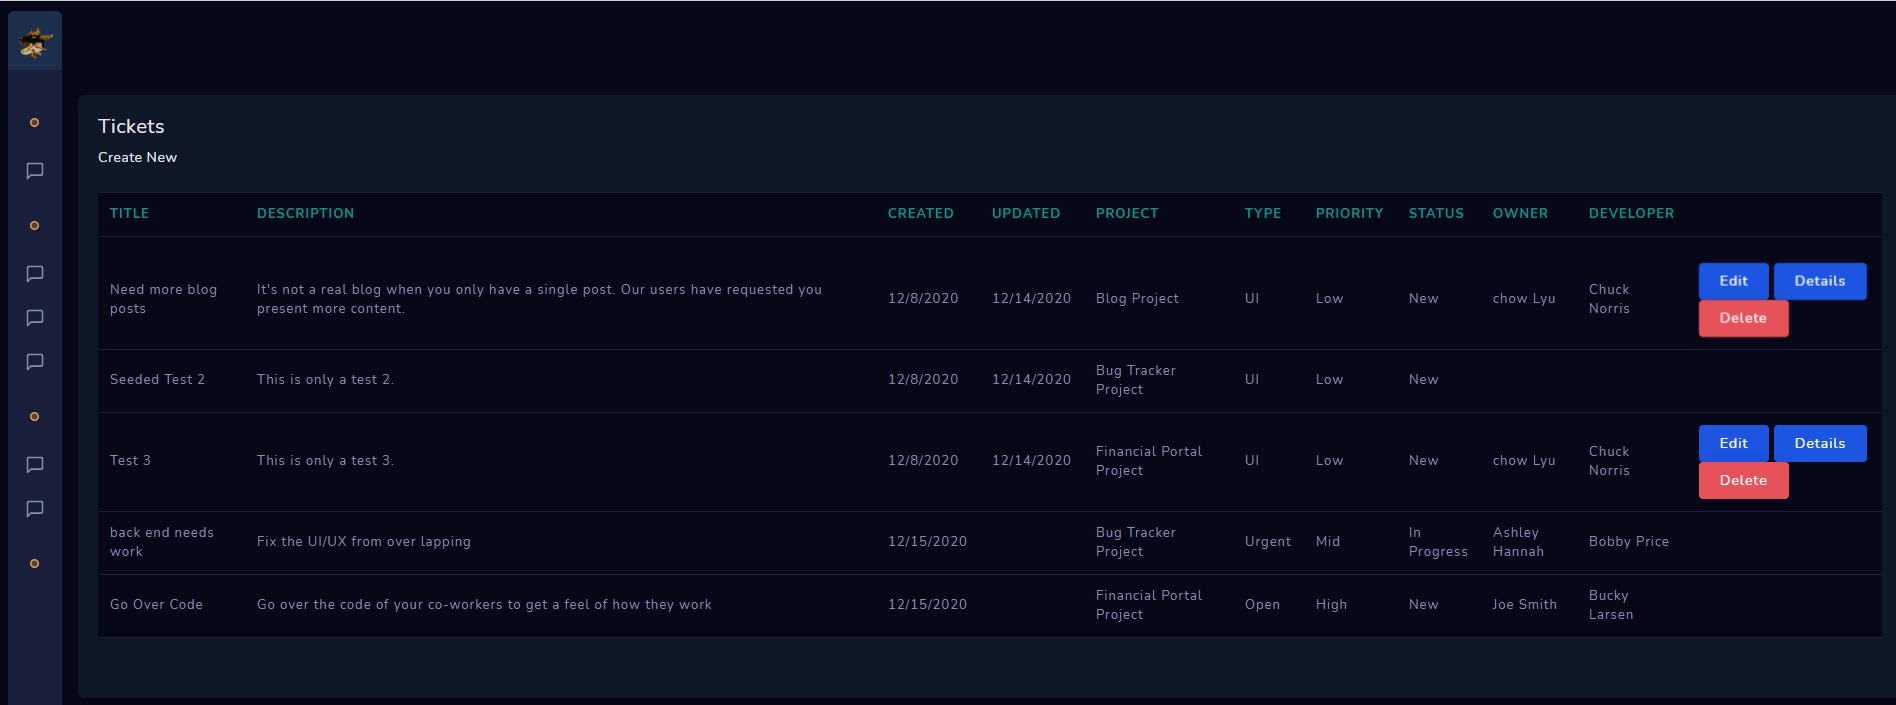 Tickets
Create New
TITLE DESCRIPTION CREATED UPDATED PROJECT TYPE PRIORITY STATUS OWNER DEVELOPER
Need more blog posts It's not a real blog when you only have a single post. Our users have requested you present more content. 12/8/2020 12/14/2020 Blog Project UI Low New chow Lyu Chuck Norris Edit Details Delete
Seeded Test 2 This is only a test 2. 12/8/2020 12/14/2020 Bug Tracker Project UI Low New
Test 3 This is only a test 3. 12/8/2020 12/14/2020 Financial Portal Project UI Low New chow Lyu Chuck Norris Edit Details Delete
back end needs work Fix the UI/UX from over lapping 12/15/2020 Bug Tracker Project Urgent Mid In Progress Ashley Hannah Bobby Price
Go Over Code Go over the code of your co-workers to get a feel of how they work 12/15/2020 Financial Portal Project Open High New Joe Smith Bucky Larsen